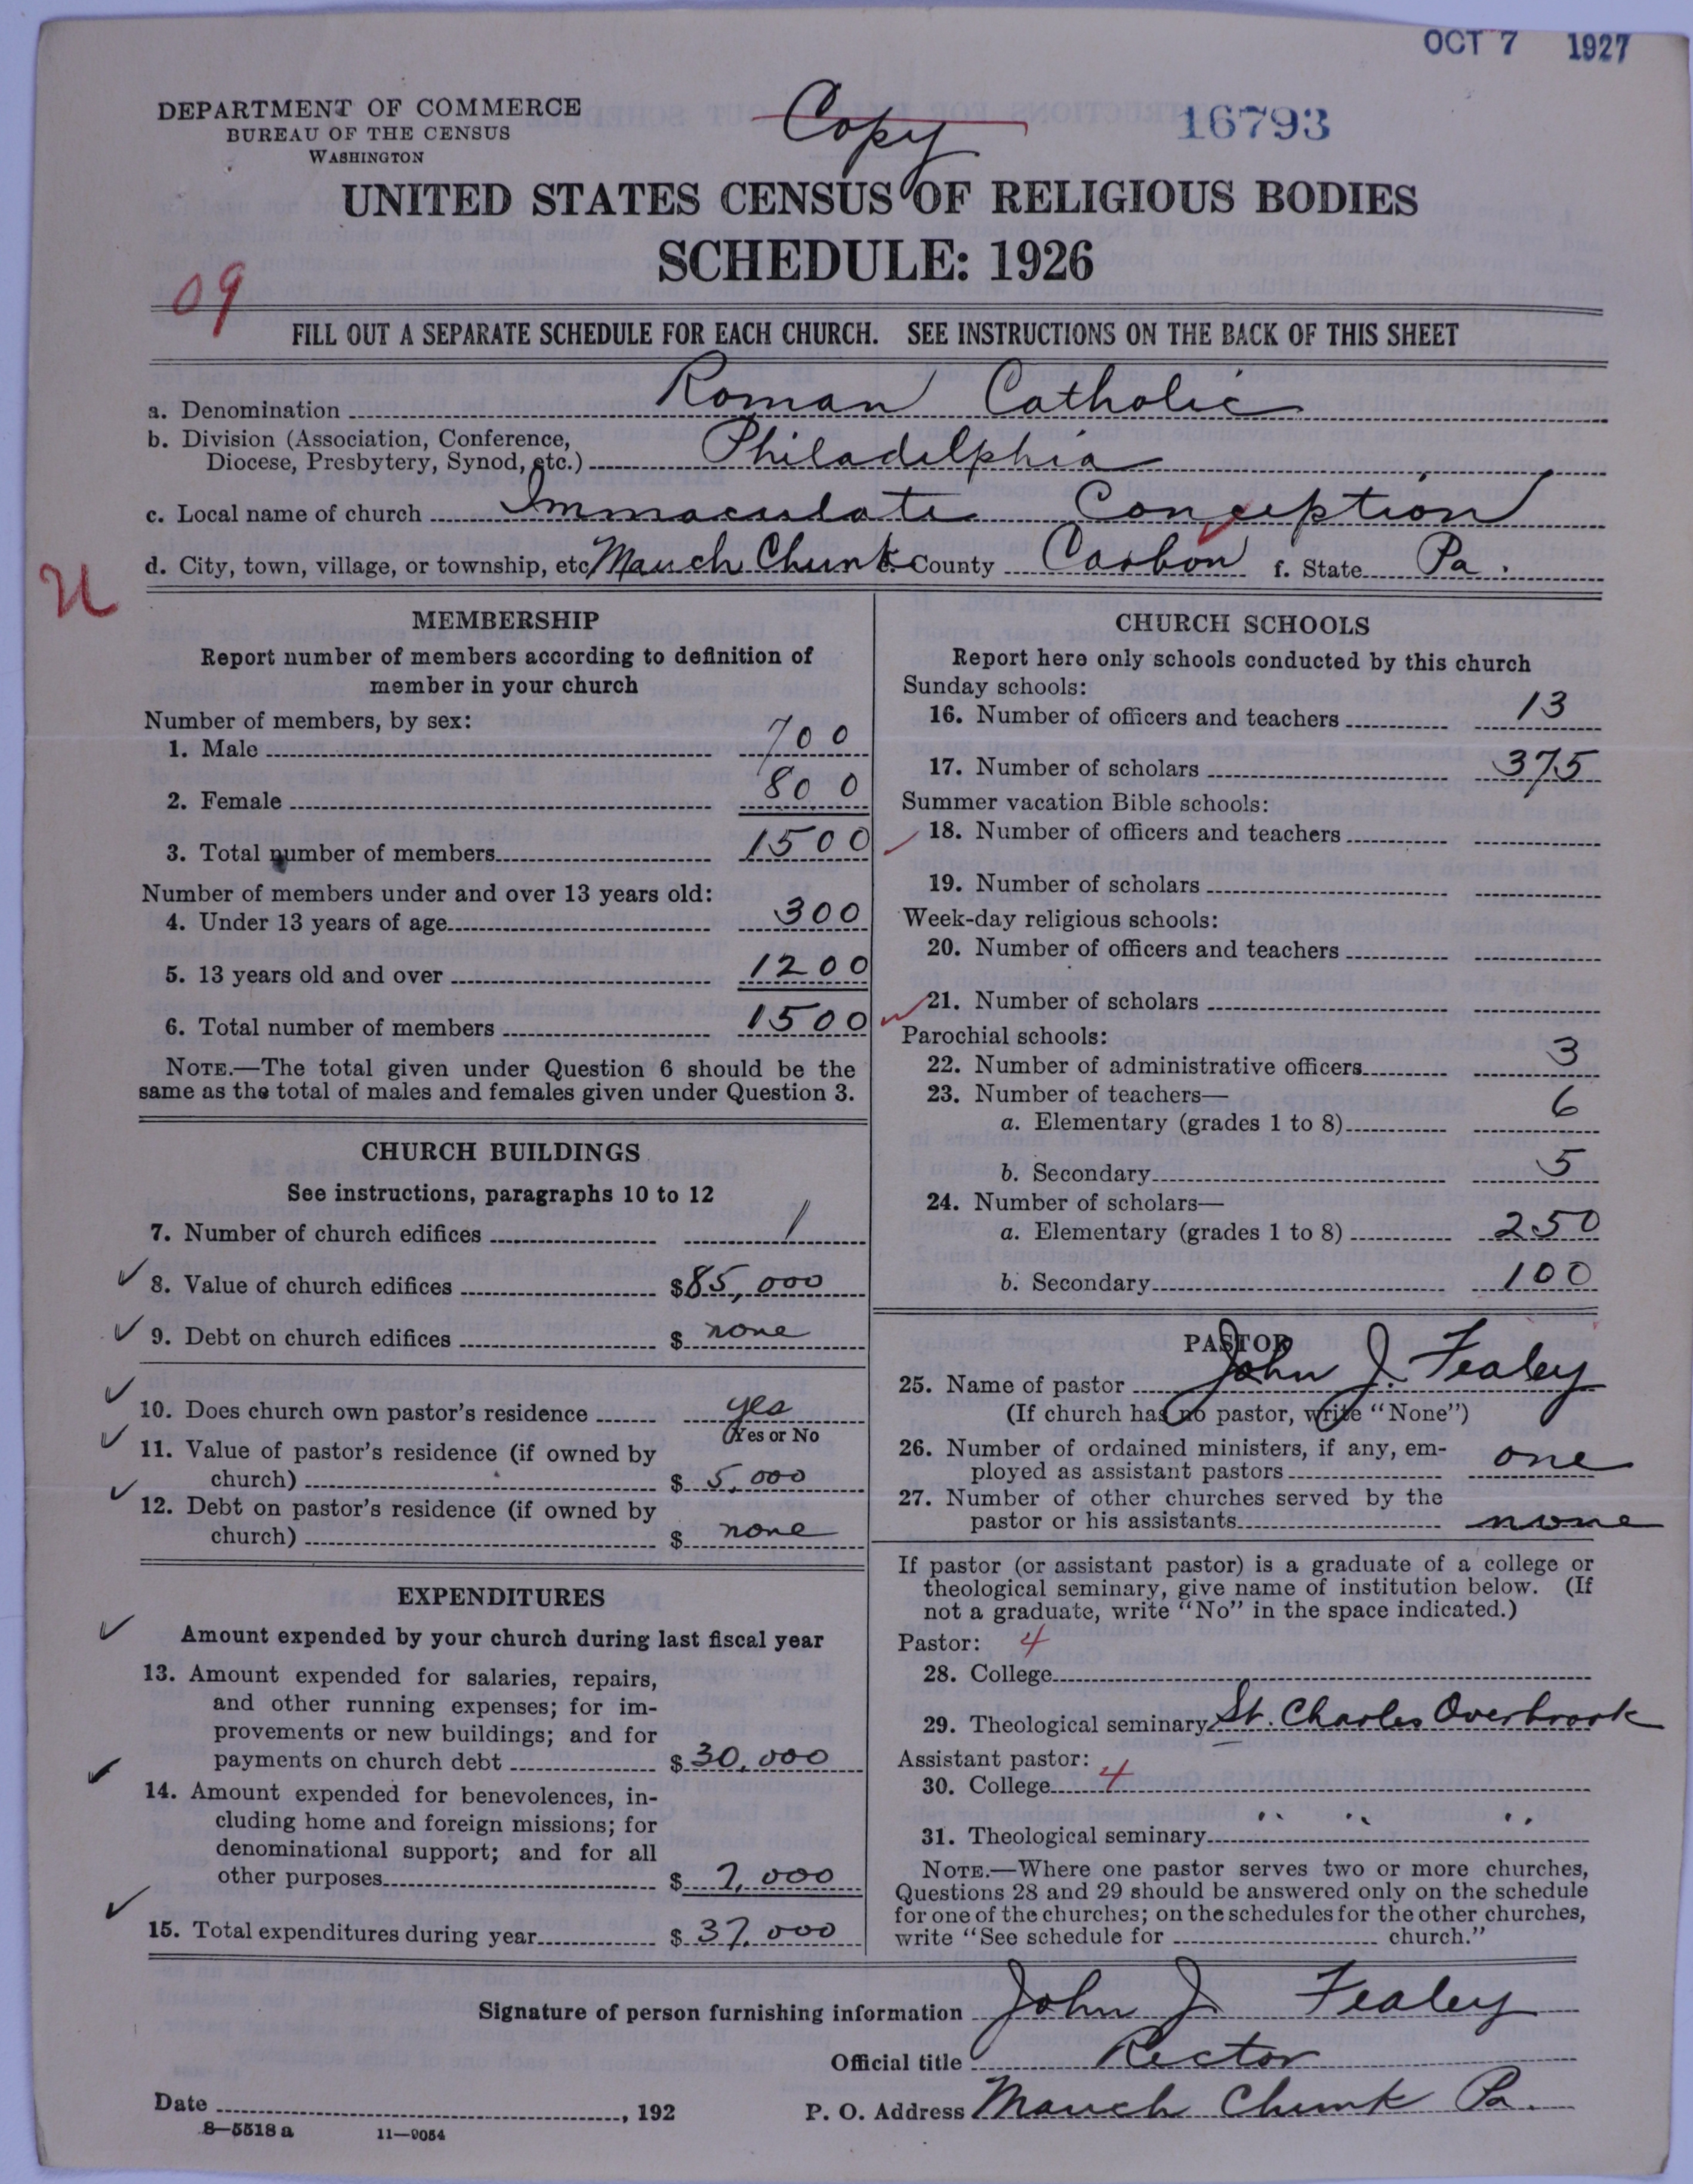 OCT 7 1927
DEPARTMENT OF COMMERCE
BUREAU OF THE CENSUS
WASHINGTON
Copy
16793
UNITED STATES CENSUS OF RELIGIOUS BODIES
SCHEDULE: 1926
09
FILL OUT A SEPARATE SCHEDULE FOR EACH CHURCH. SEE INSTRUCTIONS ON THE BACK OF THIS SHEET
a. Denomination Roman Catholic
b. Division (Association, Conference,
Diocese, Presbytery, Synod, etc.) Philadelphia
c. Local name of church Immaculate Conception
d. City, town, village, or township, etc Mauch Chunk e. County Carbon f. State Pa.
U
MEMBERSHIP
Report number of members according to definition of
member in your church
Number of members, by sex:
1. Male 700
2. Female 800
3. Total number of members 1500
Number of members under and over 13 years old:
4. Under 13 years of age 300
5. 13 years old and over 1200
6. Total number of members 1500
NOTE.—The total given under Question 6 should be the
same as the total of males and females given under Question 3.
CHURCH BUILDINGS
See instructions, paragraphs 10 to 12
7. Number of church edifices 1
8. Value of church edifices $85,000
9. Debt on church edifices $ none
10. Does church own pastor's residence yes
Yes or No
11. Value of pastor's residence (if owned by
church) $ 5,000
12. Debt on pastor's residence (if owned by
church) $ none
EXPENDITURES
Amount expended by your church during last fiscal year
13. Amount expended for salaries, repairs,
and other running expenses; for im-
provements or new buildings; and for
payments on church debt $ 30,000
14. Amount expended for benevolences, in-
cluding home and foreign missions; for
denominational support; and for all
other purposes $ 7,000
15. Total expenditures during year $ 37,000
CHURCH SCHOOLS
Report here only schools conducted by this church
Sunday schools:
16. Number of officers and teachers 13
17. Number of scholars 375
Summer vacation Bible schools:
18. Number of officers and teachers
19. Number of scholars
Week-day religious schools:
20. Number of officers and teachers
21. Number of scholars
Parochial schools:
22. Number of administrative officers 3
23. Number of teachers—
a. Elementary (grades 1 to 8) 6
b. Secondary 5
24. Number of scholars—
a. Elementary (grades 1 to 8) 250
b. Secondary 100
PASTOR
25. Name of pastor John J. Fealey
(If church has no pastor, write "None")
26. Number of ordained ministers, if any, em-
ployed as assistant pastors one
27. Number of other churches served by the
pastor or his assistants none
If pastor (or assistant pastor) is a graduate of a college or
theological seminary, give name of institution below. (If
not a graduate, write "No" in the space indicated.)
Pastor: 4
28. College
29. Theological seminary St. Charles Overbrook
Assistant pastor:
30. College 4
31. Theological seminary " " "
NOTE.—Where one pastor serves two or more churches,
Questions 28 and 29 should be answered only on the schedule
for one of the churches; on the schedules for the other churches,
write "See schedule for church."
Signature of person furnishing information John J. Fealey
Official title Rector
Date , 192 P. O. Address Mauch Chunk Pa.
8—5518 a 11—9054